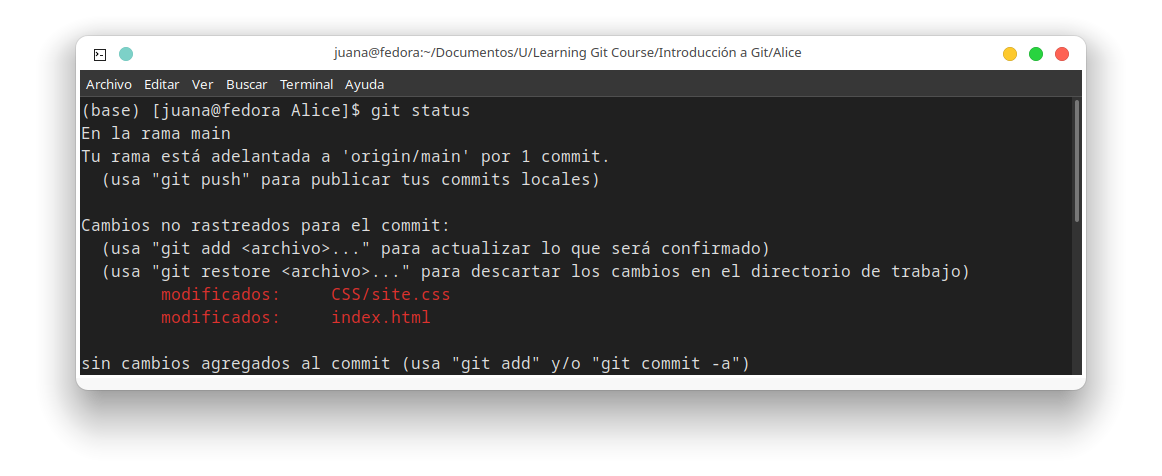 juana@fedora:~/Documentos/U/Learning Git Course/Introducción a Git/Alice
Archivo Editar Ver Buscar Terminal Ayuda
(base) [juana@fedora Alice]$ git status
En la rama main
Tu rama está adelantada a 'origin/main' por 1 commit.
  (usa "git push" para publicar tus commits locales)

Cambios no rastreados para el commit:
  (usa "git add <archivo>..." para actualizar lo que será confirmado)
  (usa "git restore <archivo>..." para descartar los cambios en el directorio de trabajo)
        modificados:     CSS/site.css
        modificados:     index.html

sin cambios agregados al commit (usa "git add" y/o "git commit -a")